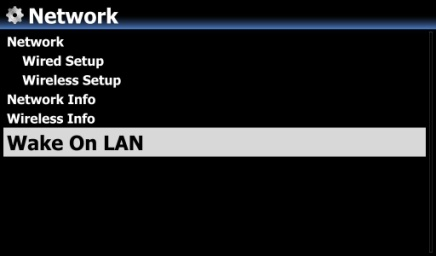 Network
Network
Wired Setup
Wireless Setup
Network Info
Wireless Info
Wake On LAN